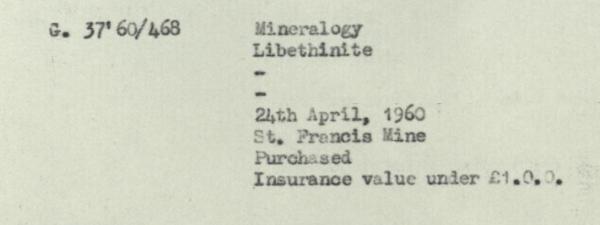 G. 37'60/468 Mineralogy
Libethinite
-
-
24th April, 1960
St. Francis Mine
Purchased
Insurance value under £1.0.0.